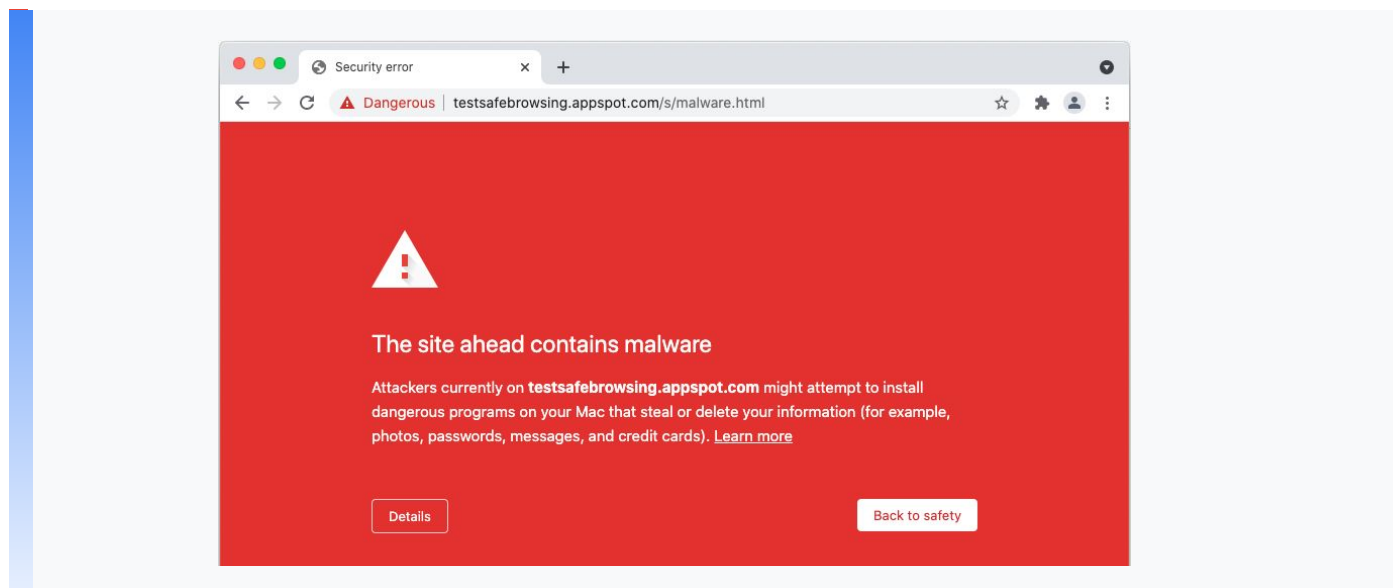 Security error
Dangerous testsafebrowsing.appspot.com/s/malware.html
The site ahead contains malware
Attackers currently on testsafebrowsing.appspot.com might attempt to install
dangerous programs on your Mac that steal or delete your information (for example,
photos, passwords, messages, and credit cards). Learn more
Details
Back to safety